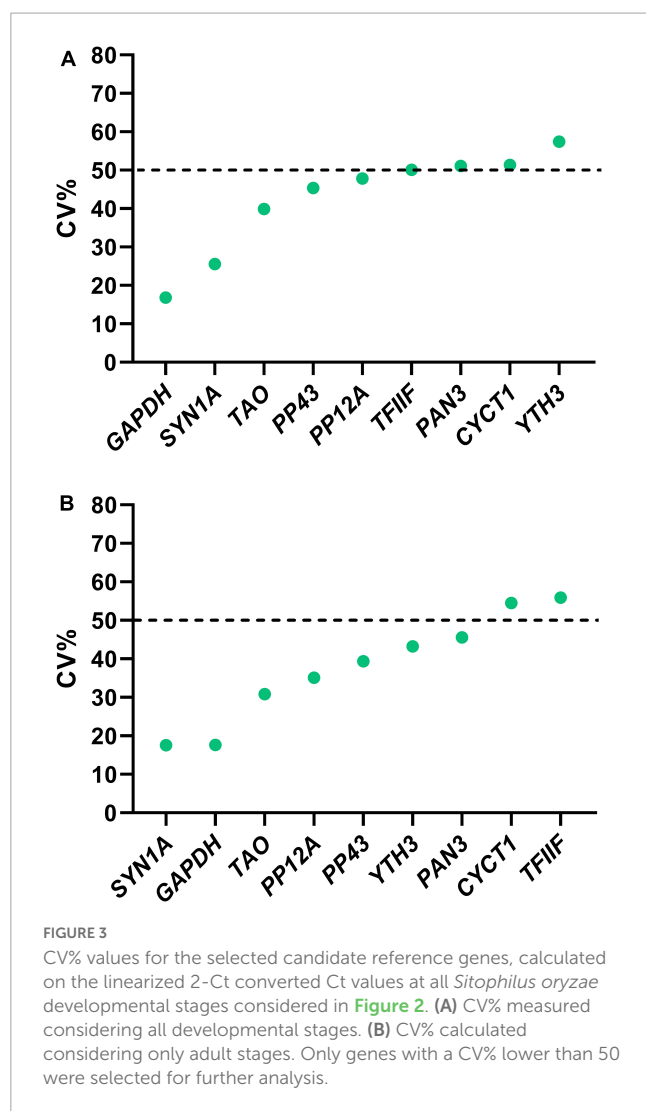 A
80
70
60
50
40
30
20
10
0
CV%
GAPDH
SYN1A
TAO
PP43
PP12A
TFIIF
PAN3
CYCT1
YTH3
B
80
70
60
50
40
30
20
10
0
CV%
SYN1A
GAPDH
TAO
PP12A
PP43
YTH3
PAN3
CYCT1
TFIIF
FIGURE 3
CV% values for the selected candidate reference genes, calculated
on the linearized 2-Ct converted Ct values at all Sitophilus oryzae
developmental stages considered in Figure 2. (A) CV% measured
considering all developmental stages. (B) CV% calculated
considering only adult stages. Only genes with a CV% lower than 50
were selected for further analysis.